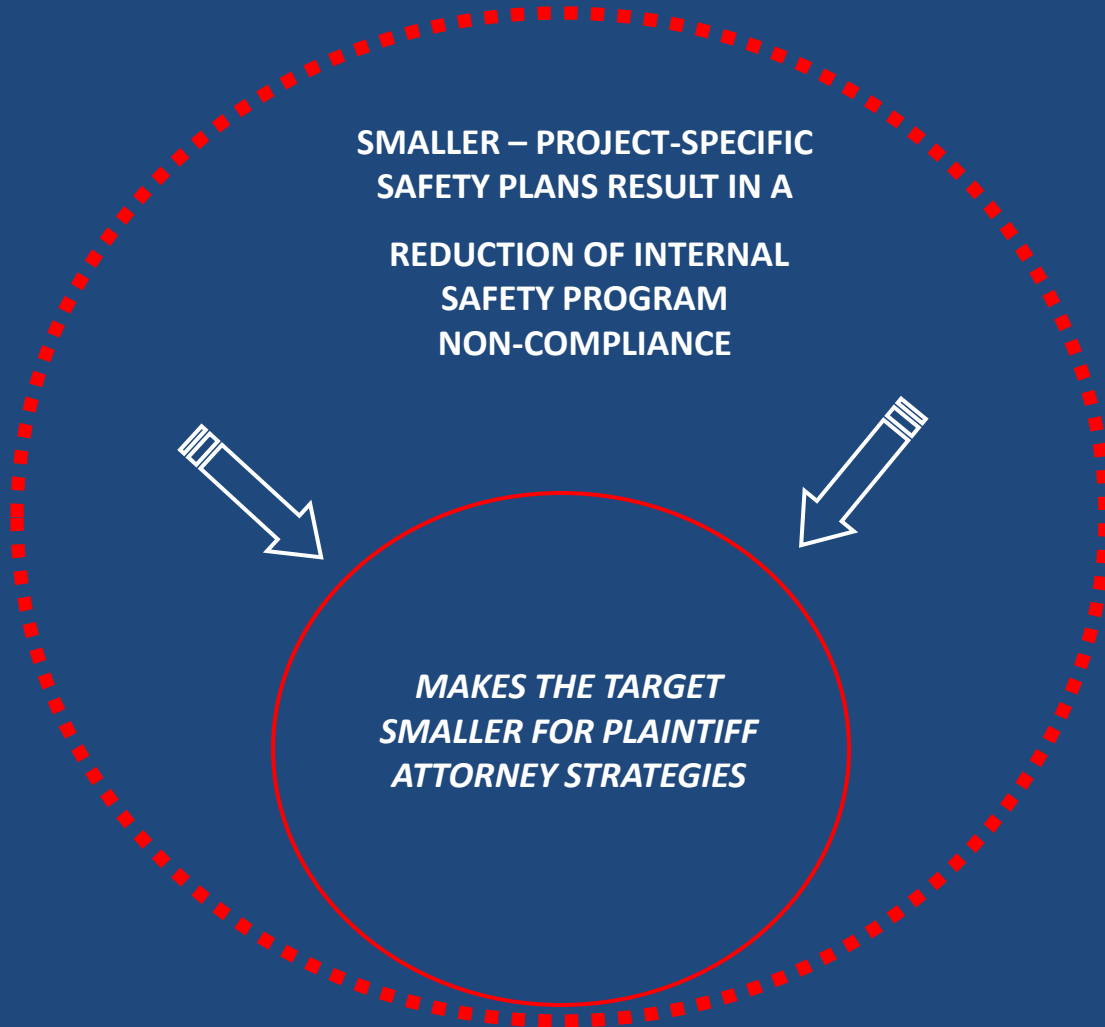 SMALLER – PROJECT-SPECIFIC
SAFETY PLANS RESULT IN A
REDUCTION OF INTERNAL
SAFETY PROGRAM
NON-COMPLIANCE
MAKES THE TARGET
SMALLER FOR PLAINTIFF
ATTORNEY STRATEGIES